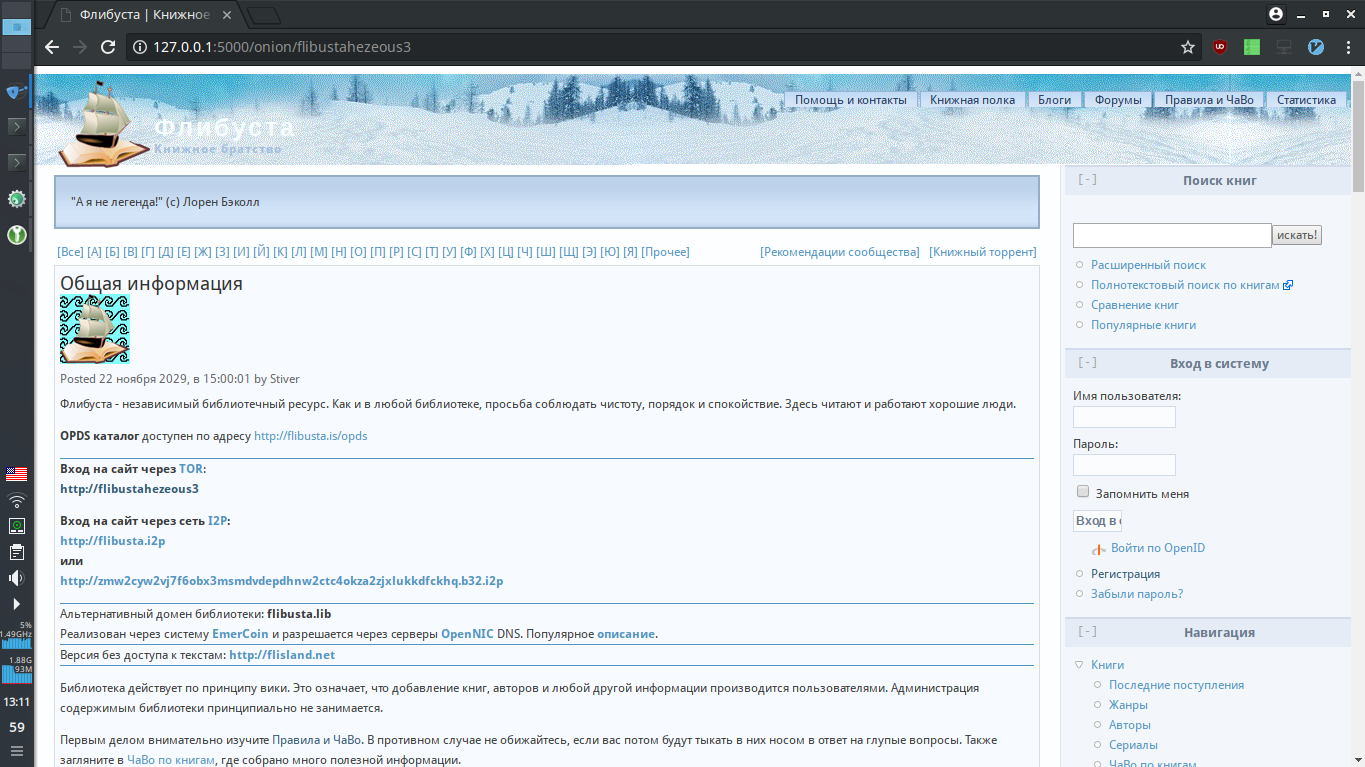 Флибуста | Книжное
127.0.0.1:5000/onion/flibustahezeous3
Помощь и контакты Книжная полка Блоги Форумы Правила и ЧаВо Статистика
Флибуста
Книжное братство
"А я не легенда!" (c) Лорен Бэколл
[Все] [А] [Б] [В] [Г] [Д] [Е] [Ж] [З] [И] [Й] [К] [Л] [М] [Н] [О] [П] [Р] [С] [Т] [У] [Ф] [Х] [Ц] [Ч] [Ш] [Щ] [Э] [Ю] [Я] [Прочее] [Рекомендации сообщества] [Книжный торрент]
Общая информация
Posted 22 ноября 2029, в 15:00:01 by Stiver
Флибуста - независимый библиотечный ресурс. Как и в любой библиотеке, просьба соблюдать чистоту, порядок и спокойствие. Здесь читают и работают хорошие люди.
OPDS каталог доступен по адресу http://flibusta.is/opds
Вход на сайт через TOR:
http://flibustahezeous3
Вход на сайт через сеть I2P:
http://flibusta.i2p
или
http://zmw2cyw2vj7f6obx3msmdvdepdhnw2ctc4okza2zjxlukkdfckhq.b32.i2p
Альтернативный домен библиотеки: flibusta.lib
Реализован через систему EmerCoin и разрешается через серверы OpenNIC DNS. Популярное описание.
Версия без доступа к текстам: http://flisland.net
Библиотека действует по принципу вики. Это означает, что добавление книг, авторов и любой другой информации производится пользователями. Администрация
содержимым библиотеки принципиально не занимается.
Первым делом внимательно изучите Правила и ЧаВо. В противном случае не обижайтесь, если вас потом будут тыкать в них носом в ответ на глупые вопросы. Также
загляните в ЧаВо по книгам, где собрано много полезной информации.
[-] Поиск книг
искать!
Расширенный поиск
Полнотекстовый поиск по книгам
Сравнение книг
Популярные книги
[-] Вход в систему
Имя пользователя:
Пароль:
Запомнить меня
Вход в с
Войти по OpenID
Регистрация
Забыли пароль?
[-] Навигация
Книги
Последние поступления
Жанры
Авторы
Сериалы
ЧаВо по книгам
5%
1.49GHz
1.88G
93M
13:11
59